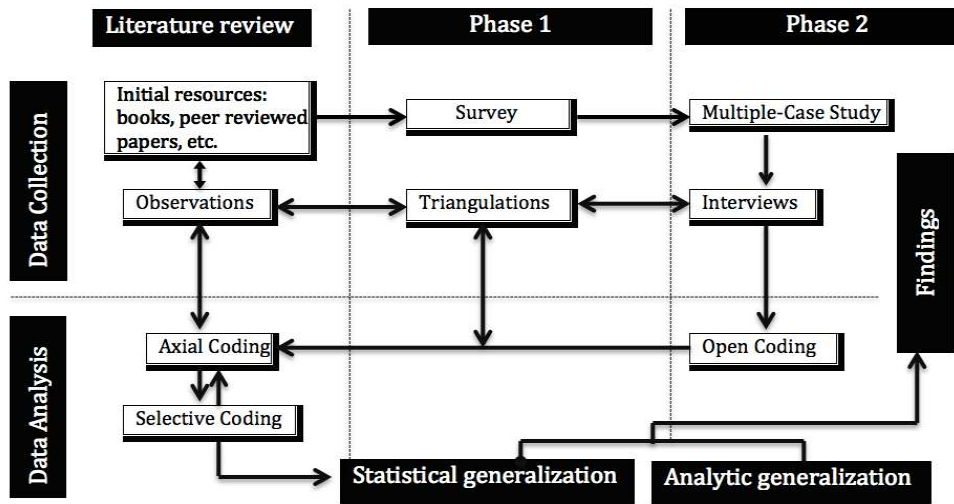 Literature review
Phase 1
Phase 2
Data Collection
Initial resources:
books, peer reviewed
papers, etc.
Survey
Multiple-Case Study
Observations
Triangulations
Interviews
Findings
Data Analysis
Axial Coding
Open Coding
Selective Coding
Statistical generalization
Analytic generalization